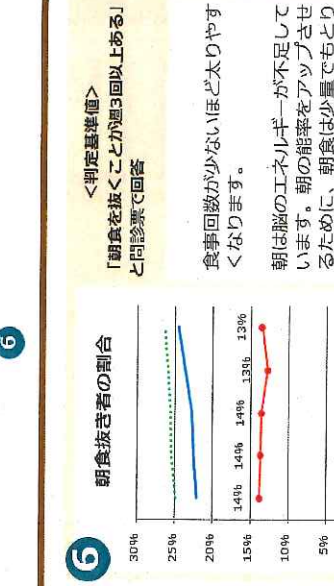 6
6
朝食抜き者の割合
30%
25%
20%
15%
10%
5%
14%
14%
14%
13%
13%
<判定基準値>
「朝食を抜くことが週3回以上ある」
と問診票で回答
食事回数が少ないほど太りやす
くなります。
朝は脳のエネルギーが不足して
います。朝の能率をアップさせ
るために、朝食は少量でもとり